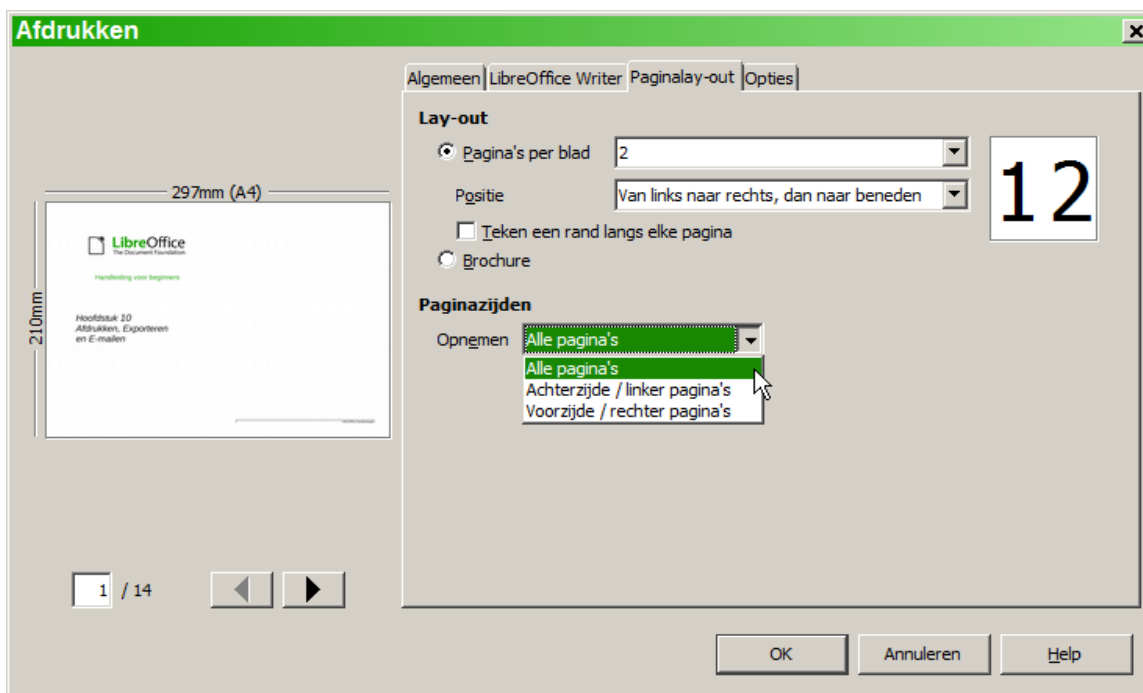 Afdrukken
Algemeen LibreOffice Writer Paginalay-out Opties
Lay-out
Pagina's per blad 2
12
Positie Van links naar rechts, dan naar beneden
Teken een rand langs elke pagina
Brochure
Paginazijden
Opnemen Alle pagina's
Alle pagina's
Achterzijde / linker pagina's
Voorzijde / rechter pagina's
297mm (A4)
210mm
LibreOffice
The Document Foundation
Handleiding voor beginners
Hoofdstuk 10
Afdrukken, Exporteren
en E-mailen
1 / 14
OK Annuleren Help